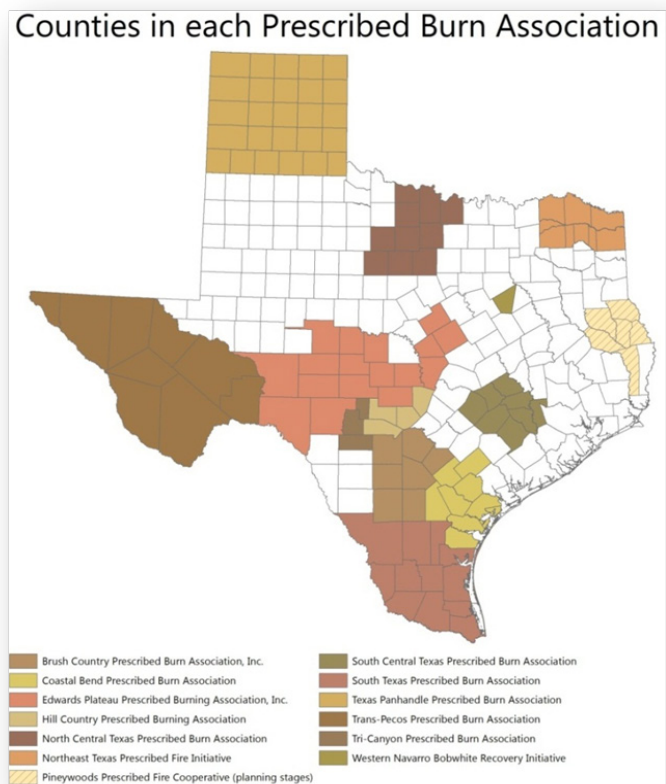 Counties in each Prescribed Burn Association
Brush Country Prescribed Burn Association, Inc.
Coastal Bend Prescribed Burn Association
Edwards Plateau Prescribed Burning Association, Inc.
Hill Country Prescribed Burning Association
North Central Texas Prescribed Burn Association
Northeast Texas Prescribed Fire Initiative
Pineywoods Prescribed Fire Cooperative (planning stages)
South Central Texas Prescribed Burn Association
South Texas Prescribed Burn Association
Texas Panhandle Prescribed Burn Association
Trans-Pecos Prescribed Burn Association
Tri-Canyon Prescribed Burn Association
Western Navarro Bobwhite Recovery Initiative